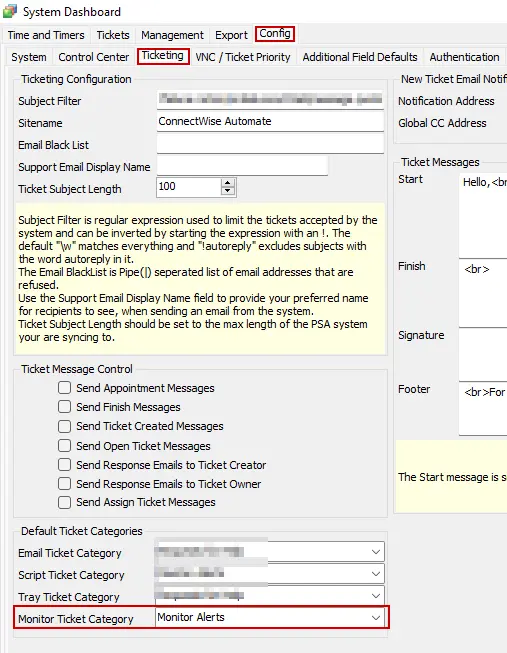 System Dashboard
Time and Timers Tickets Management Export Config
System Control Center Ticketing VNC / Ticket Priority Additional Field Defaults Authentication
Ticketing Configuration
Subject Filter
Sitename ConnectWise Automate
Email Black List
Support Email Display Name
Ticket Subject Length 100
Subject Filter is regular expression used to limit the tickets accepted by the
system and can be inverted by starting the expression with an !. The
default "\w" matches everything and "!autoreply" excludes subjects with
the word autoreply in it.
The Email BlackList is Pipe(|) seperated list of email addresses that are
refused.
Use the Support Email Display Name field to provide your preferred name
for recipients to see, when sending an email from the system.
Ticket Subject Length should be set to the max length of the PSA system
your are syncing to.
Ticket Message Control
Send Appointment Messages
Send Finish Messages
Send Ticket Created Messages
Send Open Ticket Messages
Send Response Emails to Ticket Creator
Send Response Emails to Ticket Owner
Send Assign Ticket Messages
Default Ticket Categories
Email Ticket Category
Script Ticket Category
Tray Ticket Category
Monitor Ticket Category Monitor Alerts
New Ticket Email Notifi
Notification Address
Global CC Address
Ticket Messages
Start Hello,<br
Finish <br>
Signature
Footer <br>For
The Start message is s